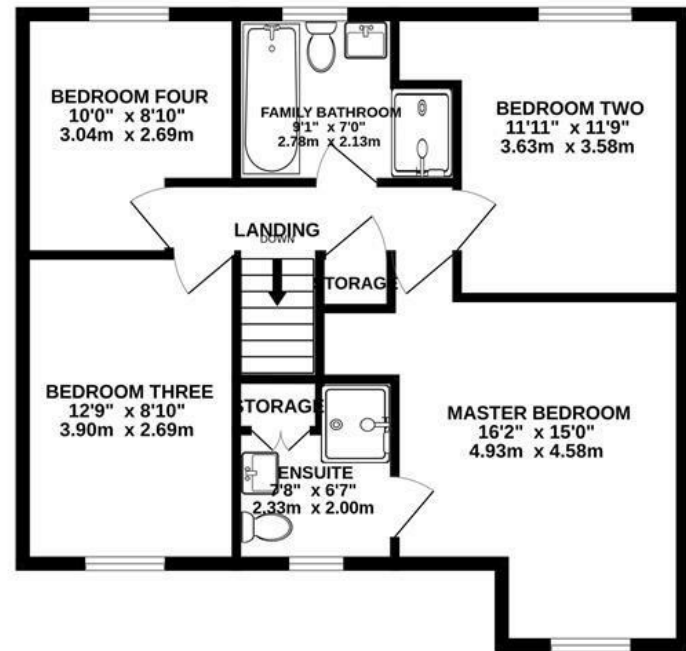 BEDROOM FOUR
10'0" x 8'10"
3.04m x 2.69m
FAMILY BATHROOM
9'1" x 7'0"
2.78m x 2.13m
BEDROOM TWO
11'11" x 11'9"
3.63m x 3.58m
LANDING
DOWN
STORAGE
BEDROOM THREE
12'9" x 8'10"
3.90m x 2.69m
STORAGE
ENSUITE
7'8" x 6'7"
2.33m x 2.00m
MASTER BEDROOM
16'2" x 15'0"
4.93m x 4.58m